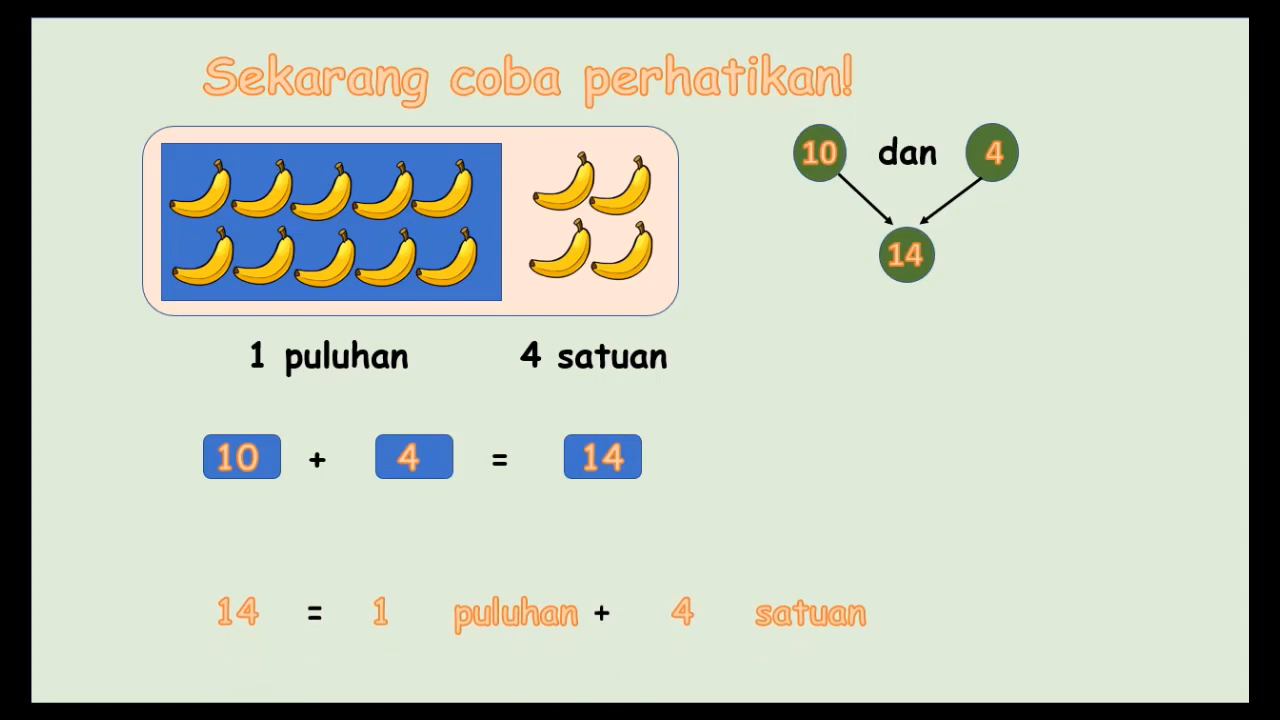 Sekarang coba perhatikan!
10 dan 4
14
1 puluhan 4 satuan
10 + 4 = 14
14 = 1 puluhan + 4 satuan